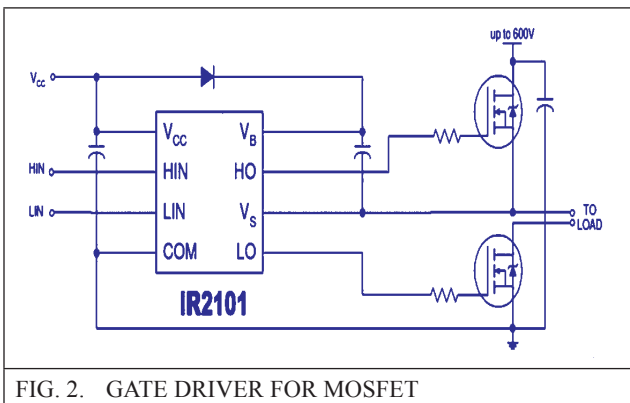 up to 600V
Vcc
Vcc VB
HIN HIN HO
LIN LIN VS TO
LOAD
COM LO
IR2101
FIG. 2. GATE DRIVER FOR MOSFET